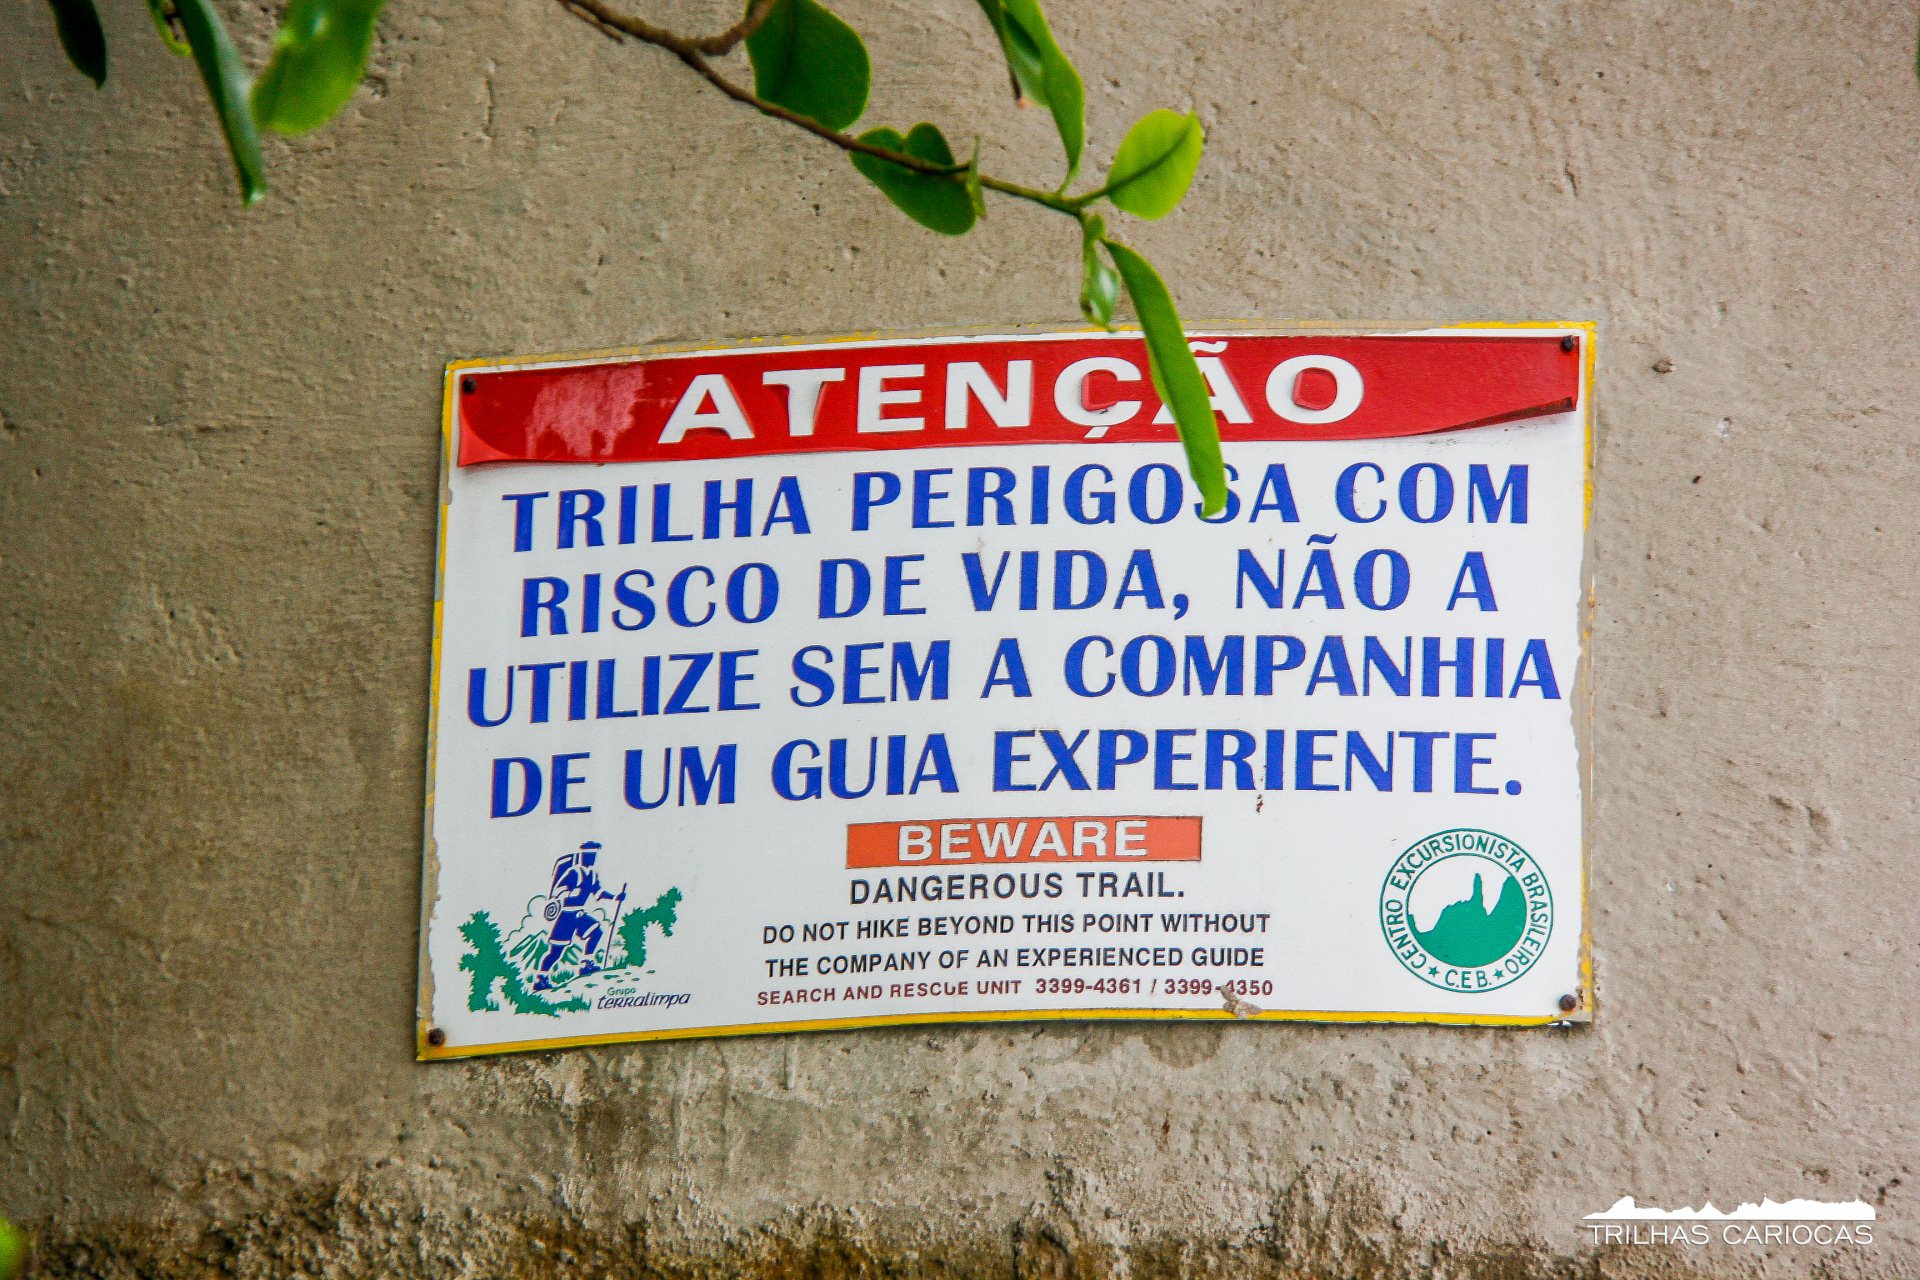 ATENÇÃO
TRILHA PERIGOSA COM
RISCO DE VIDA, NÃO A
UTILIZE SEM A COMPANHIA
DE UM GUIA EXPERIENTE.
BEWARE
DANGEROUS TRAIL.
DO NOT HIKE BEYOND THIS POINT WITHOUT
THE COMPANY OF AN EXPERIENCED GUIDE
SEARCH AND RESCUE UNIT 3399-4361 / 3399-4350
Grupo
terralimpa
CENTRO EXCURSIONISTA BRASILEIRO
★ C.E.B. ★
TRILHAS CARIOCAS